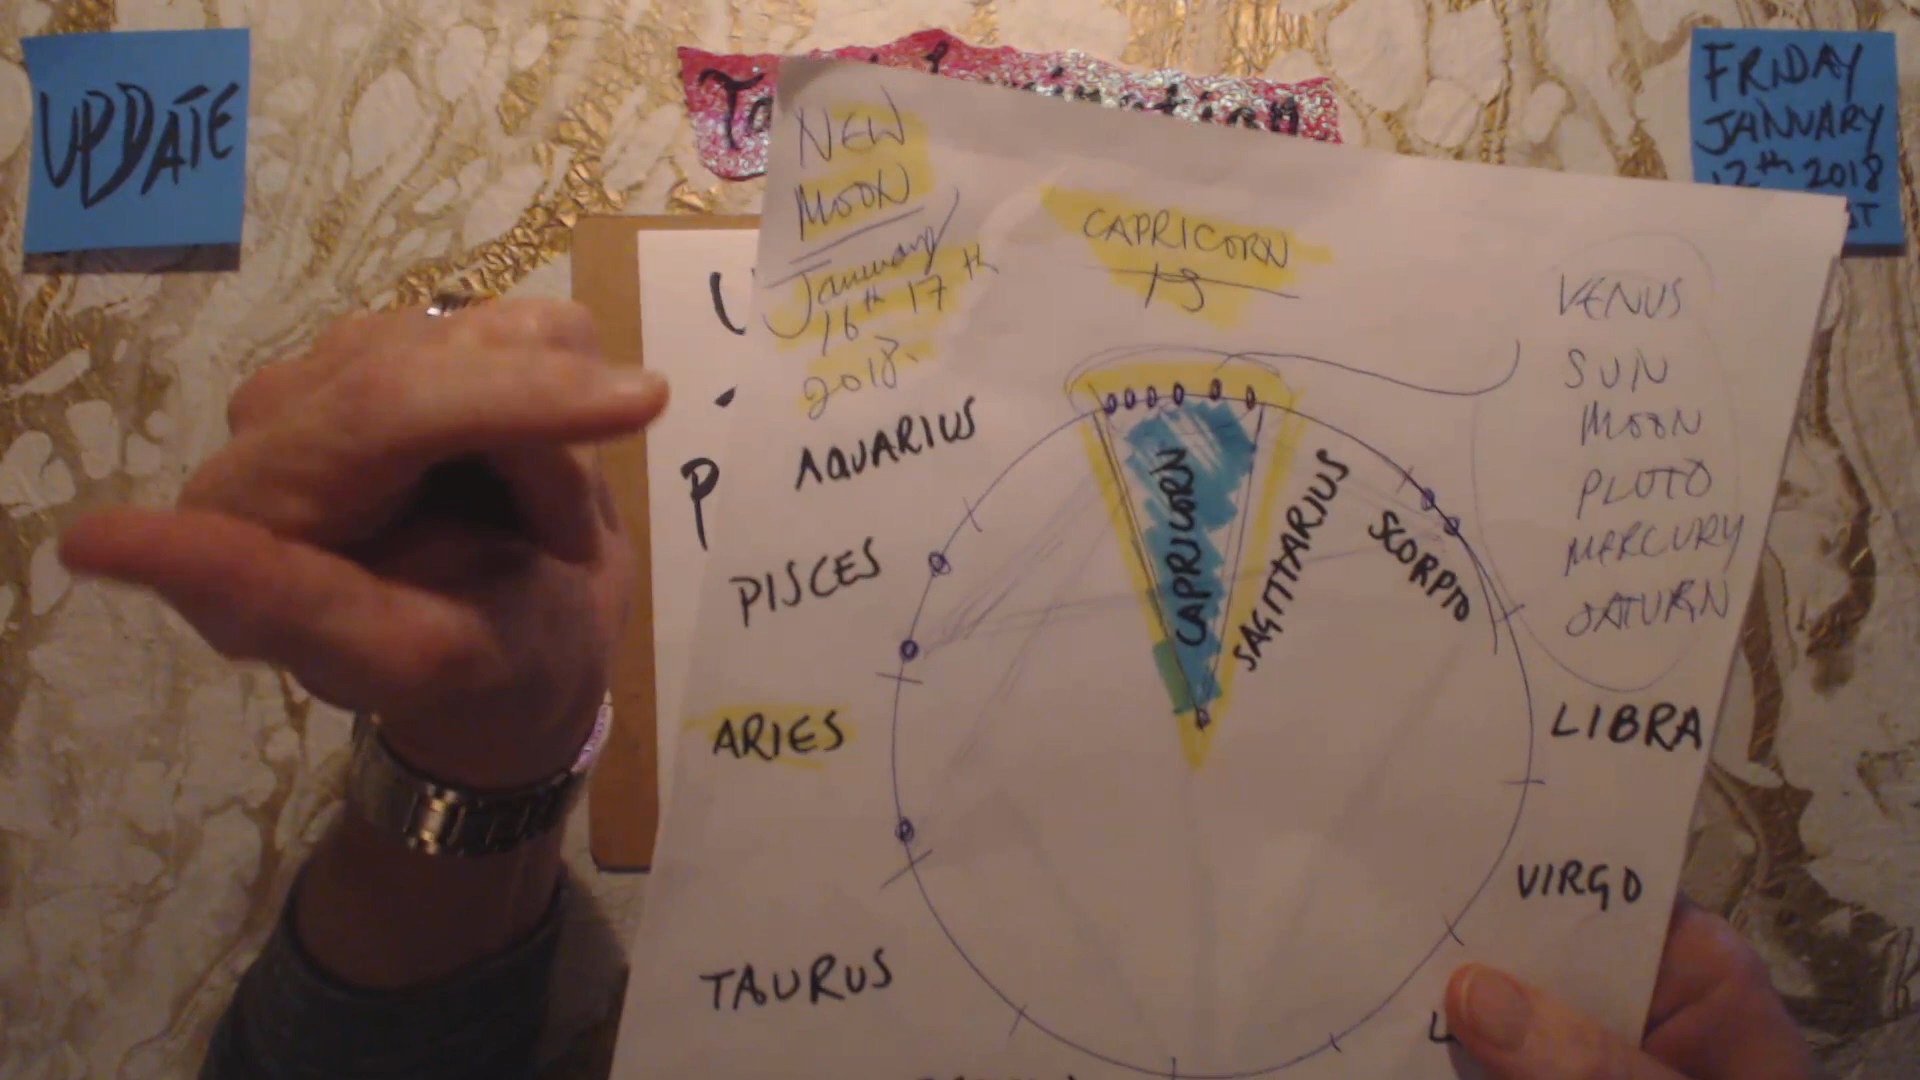 UPDATE
FRIDAY
JANUARY
12th 2018
NEW
MOON
January
16th 17th
2018.
CAPRICORN
VENUS
SUN
MOON
PLUTO
MERCURY
SATURN
P
AQUARIUS
PISCES
ARIES
TAURUS
CAPRICORN
SAGITTARIUS
SCORPIO
LIBRA
VIRGO
L